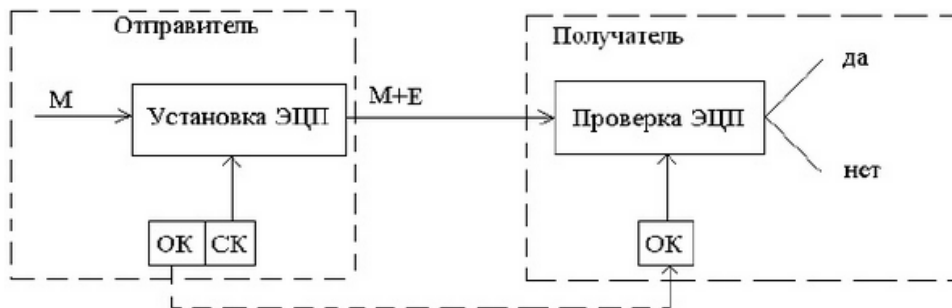 Отправитель
Получатель
да
М
Установка ЭЦП
М+Е
Проверка ЭЦП
нет
ОК
СК
ОК